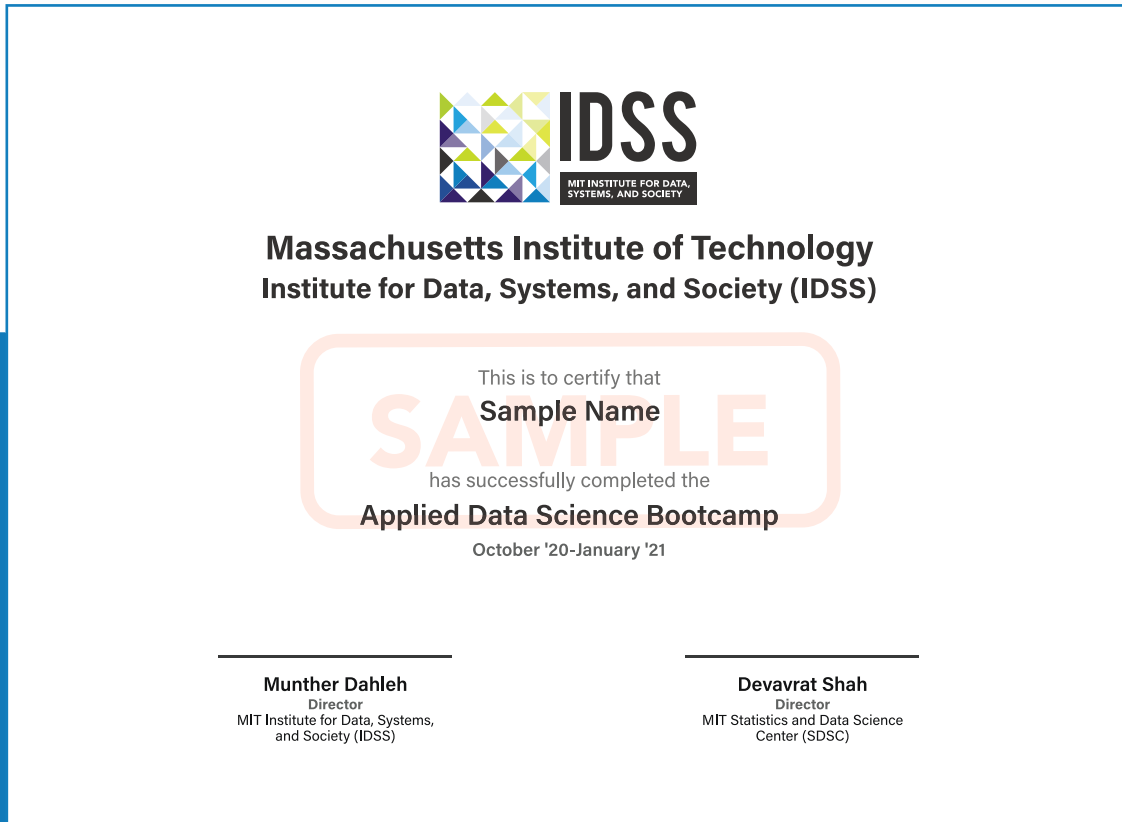 IDSS
MIT INSTITUTE FOR DATA,
SYSTEMS, AND SOCIETY
Massachusetts Institute of Technology
Institute for Data, Systems, and Society (IDSS)
This is to certify that
Sample Name
SAMPLE
has successfully completed the
Applied Data Science Bootcamp
October '20-January '21
Munther Dahleh
Director
MIT Institute for Data, Systems,
and Society (IDSS)
Devavrat Shah
Director
MIT Statistics and Data Science
Center (SDSC)